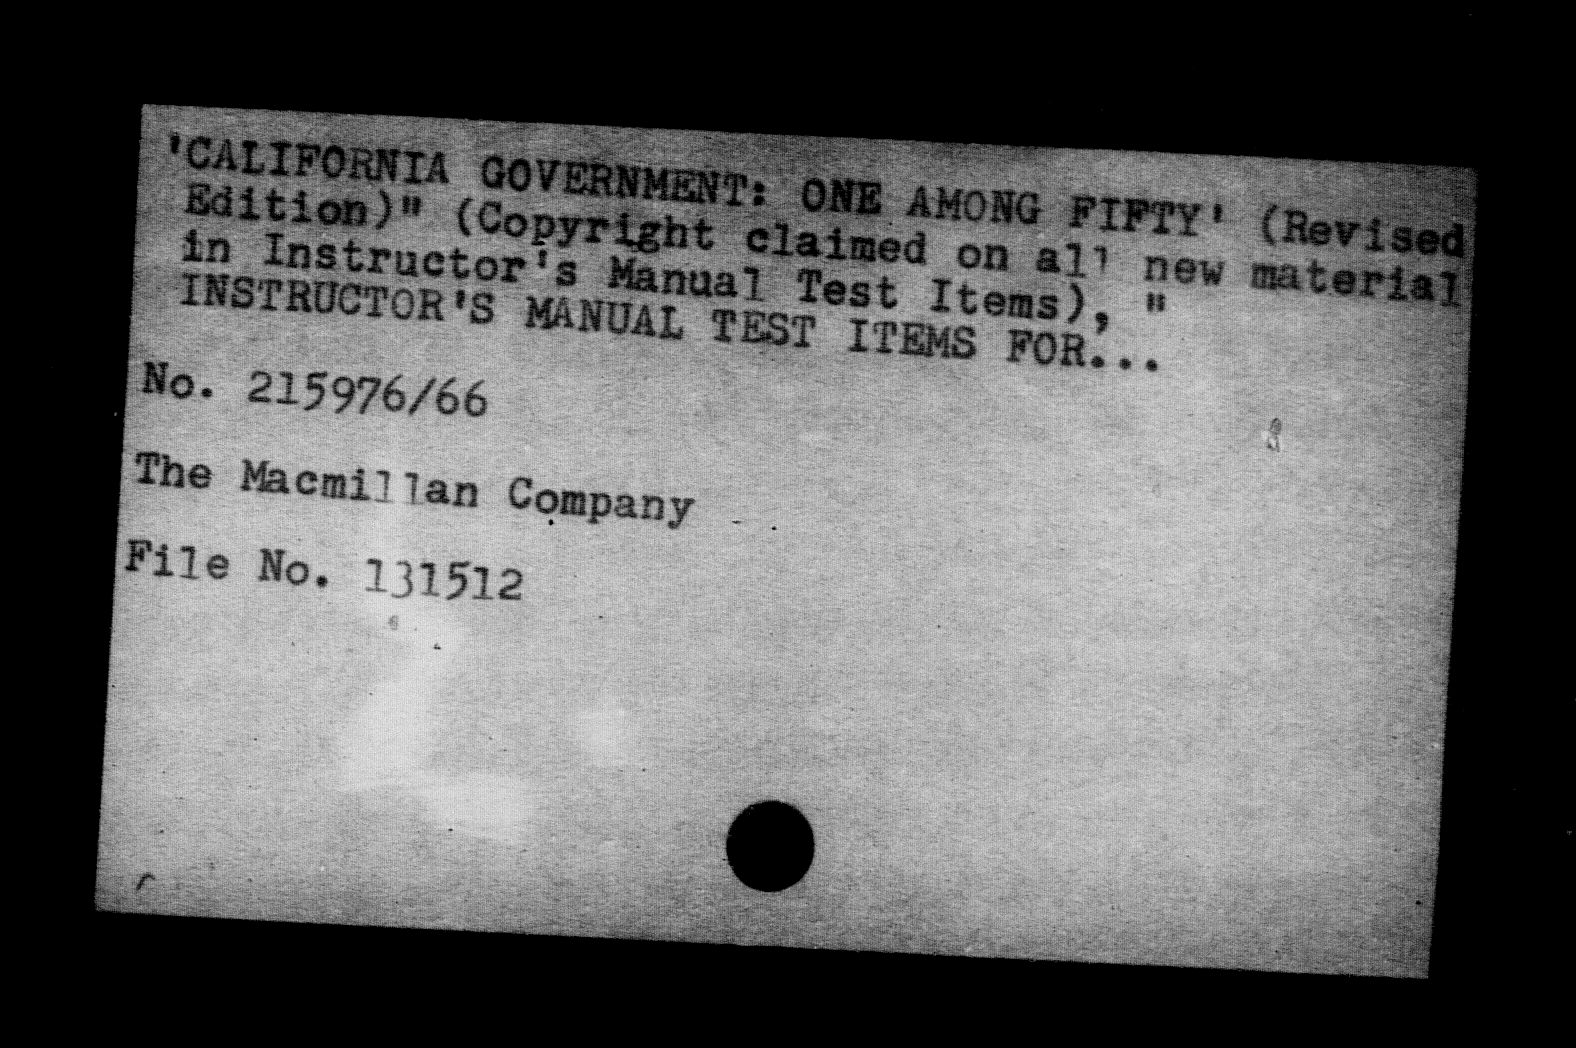 'CALIFORNIA GOVERNMENT: ONE AMONG FIFTY' (Revised
Edition)" (Copyright claimed on all new material
in Instructor's Manual Test Items), "
INSTRUCTOR'S MANUAL TEST ITEMS FOR...
No. 215976/66
The Macmillan Company
File No. 131512